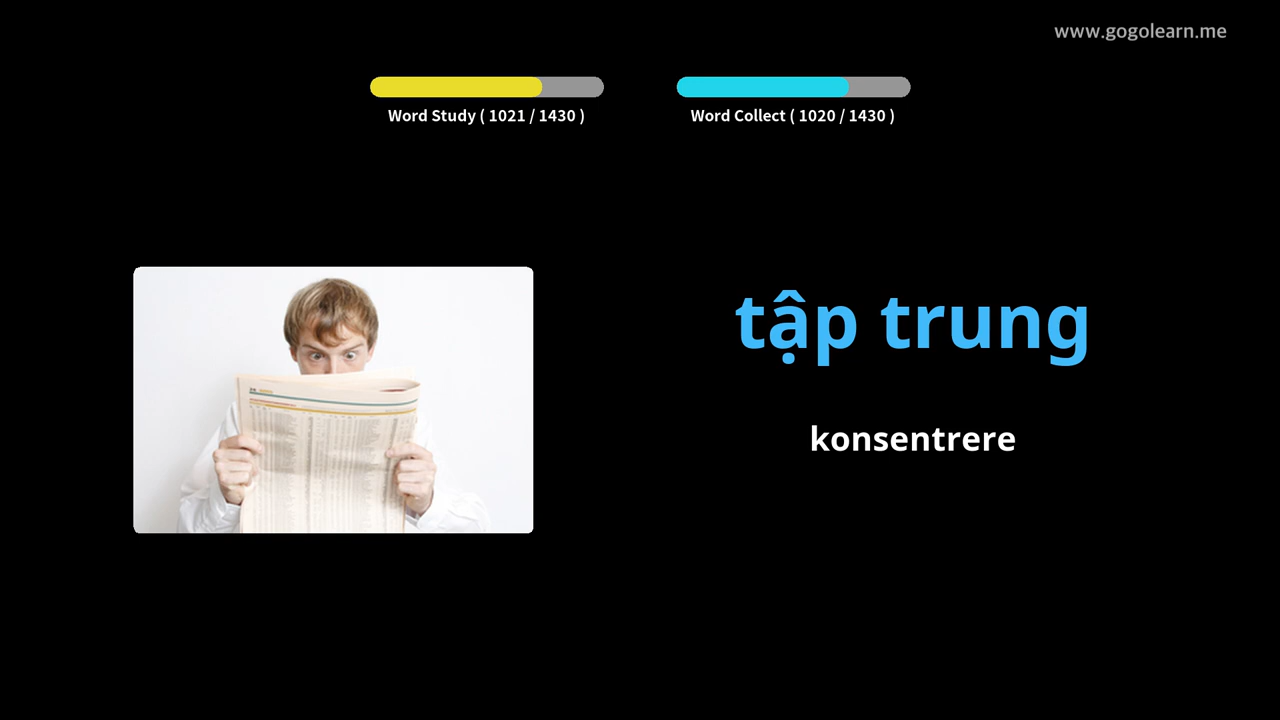 www.gogolearn.me
Word Study ( 1021 / 1430 )
Word Collect ( 1020 / 1430 )
tập trung
konsentrere